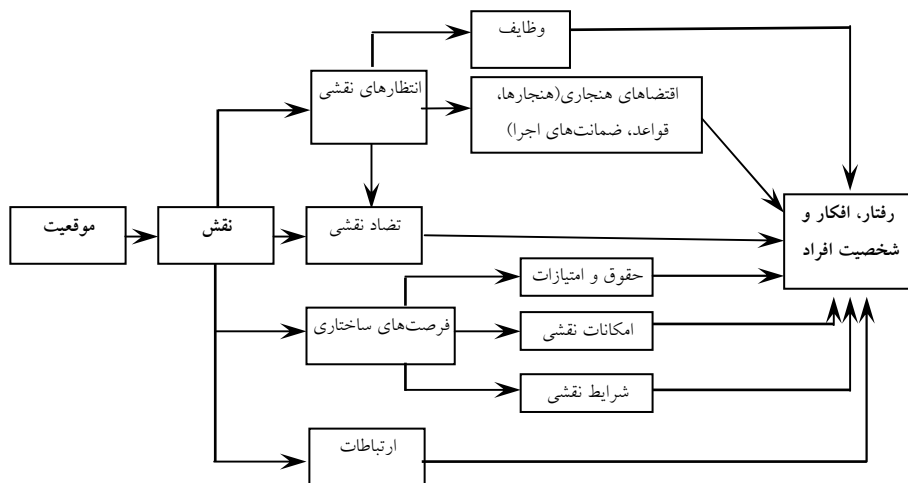 وظایف
انتظارهای نقشی
اقتضاهای هنجاری(هنجارها،
قواعد، ضمانت‌های اجرا)
موقعیت
نقش
تضاد نقشی
رفتار، افکار و
شخصیت افراد
حقوق و امتیازات
فرصت‌های ساختاری
امکانات نقشی
شرایط نقشی
ارتباطات